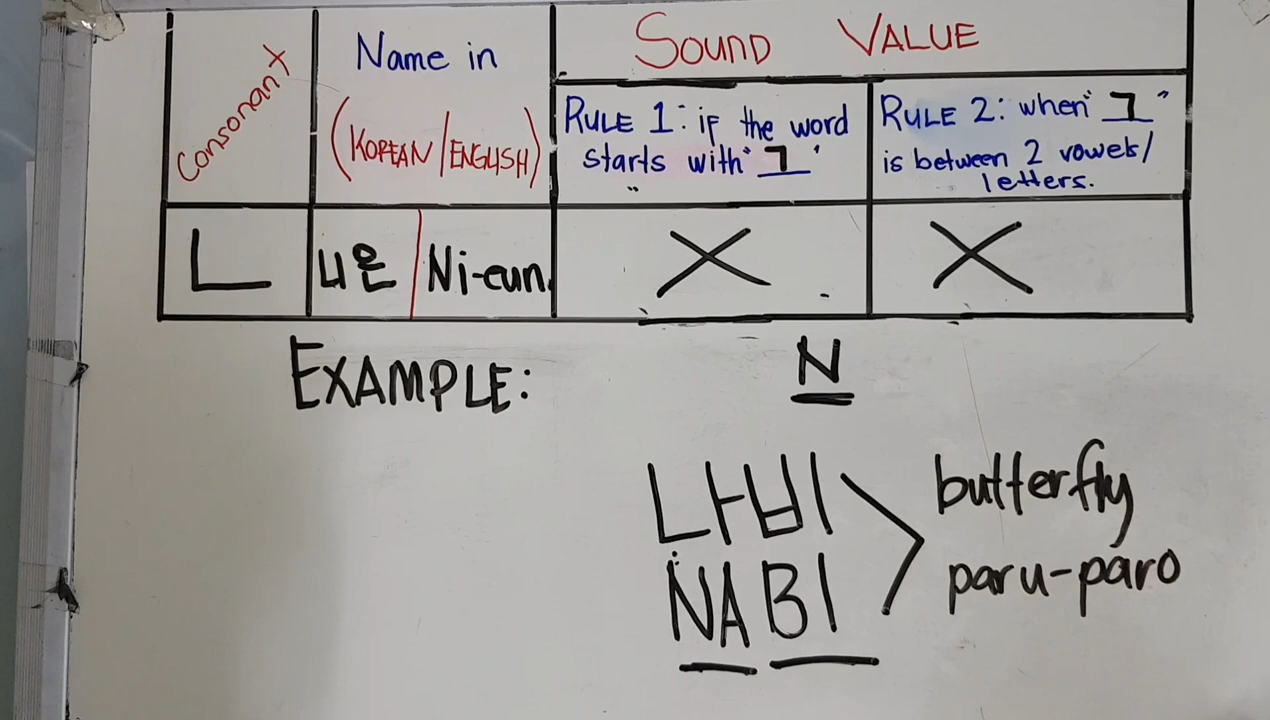 Consonant
Name in
(KOREAN/ENGLISH)
SOUND VALUE
RULE 1: if the word
starts with "ㄱ"
RULE 2: when "ㄱ"
is between 2 vowels/
letters.
ㄴ
니은/Ni-eun.
X
X
EXAMPLE:
N
나비
NABI
butterfly
paru-paro